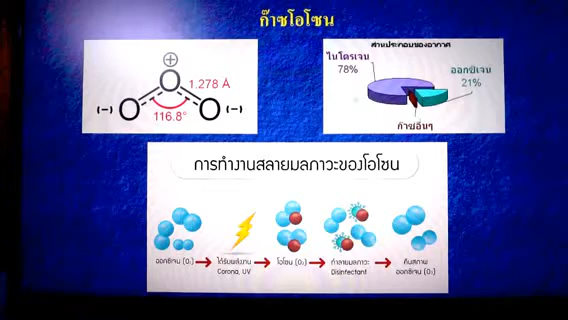 ก๊าซโอโซน
⊕
O
1.278 Å
(-) O O (-)
116.8°
ส่วนประกอบของอากาศ
ไนโตรเจน
78%
ออกซิเจน
21%
ก๊าซอื่นๆ
การทำงานสลายมลภาวะของโอโซน
ออกซิเจน (O₂)
ได้รับพลังงาน
Corona, UV
โอโซน (O₃)
ทำลายมลภาวะ
Disinfectant
คืนสภาพ
ออกซิเจน (O₂)